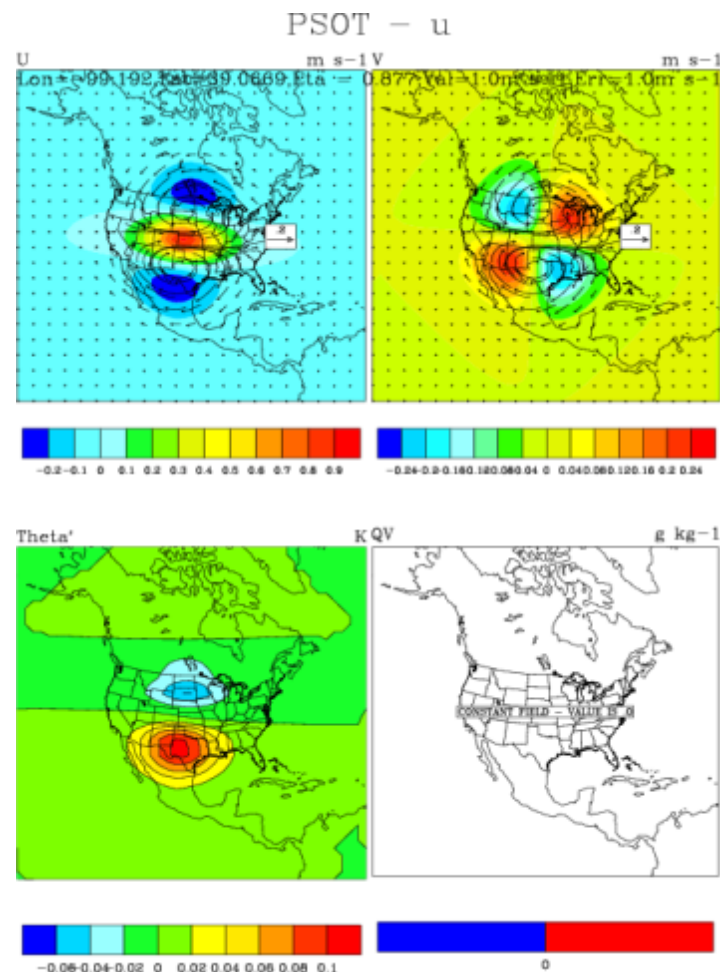 PSOT - u
U m s-1 V m s-1
Lon=-99.192, Lat=39.0669, Eta = 0.877 Val=1.0m s-1 Err=1.0m s-1
.2 .2
-0.2 -0.1 0 0.1 0.2 0.3 0.4 0.5 0.6 0.7 0.8 0.9
-0.24 -0.2 -0.16 -0.12 -0.08 -0.04 0 0.04 0.08 0.12 0.16 0.2 0.24
Theta' K QV g kg-1
CONSTANT FIELD - VALUE IS 0
-0.06 -0.04 -0.02 0 0.02 0.04 0.06 0.08 0.1
0